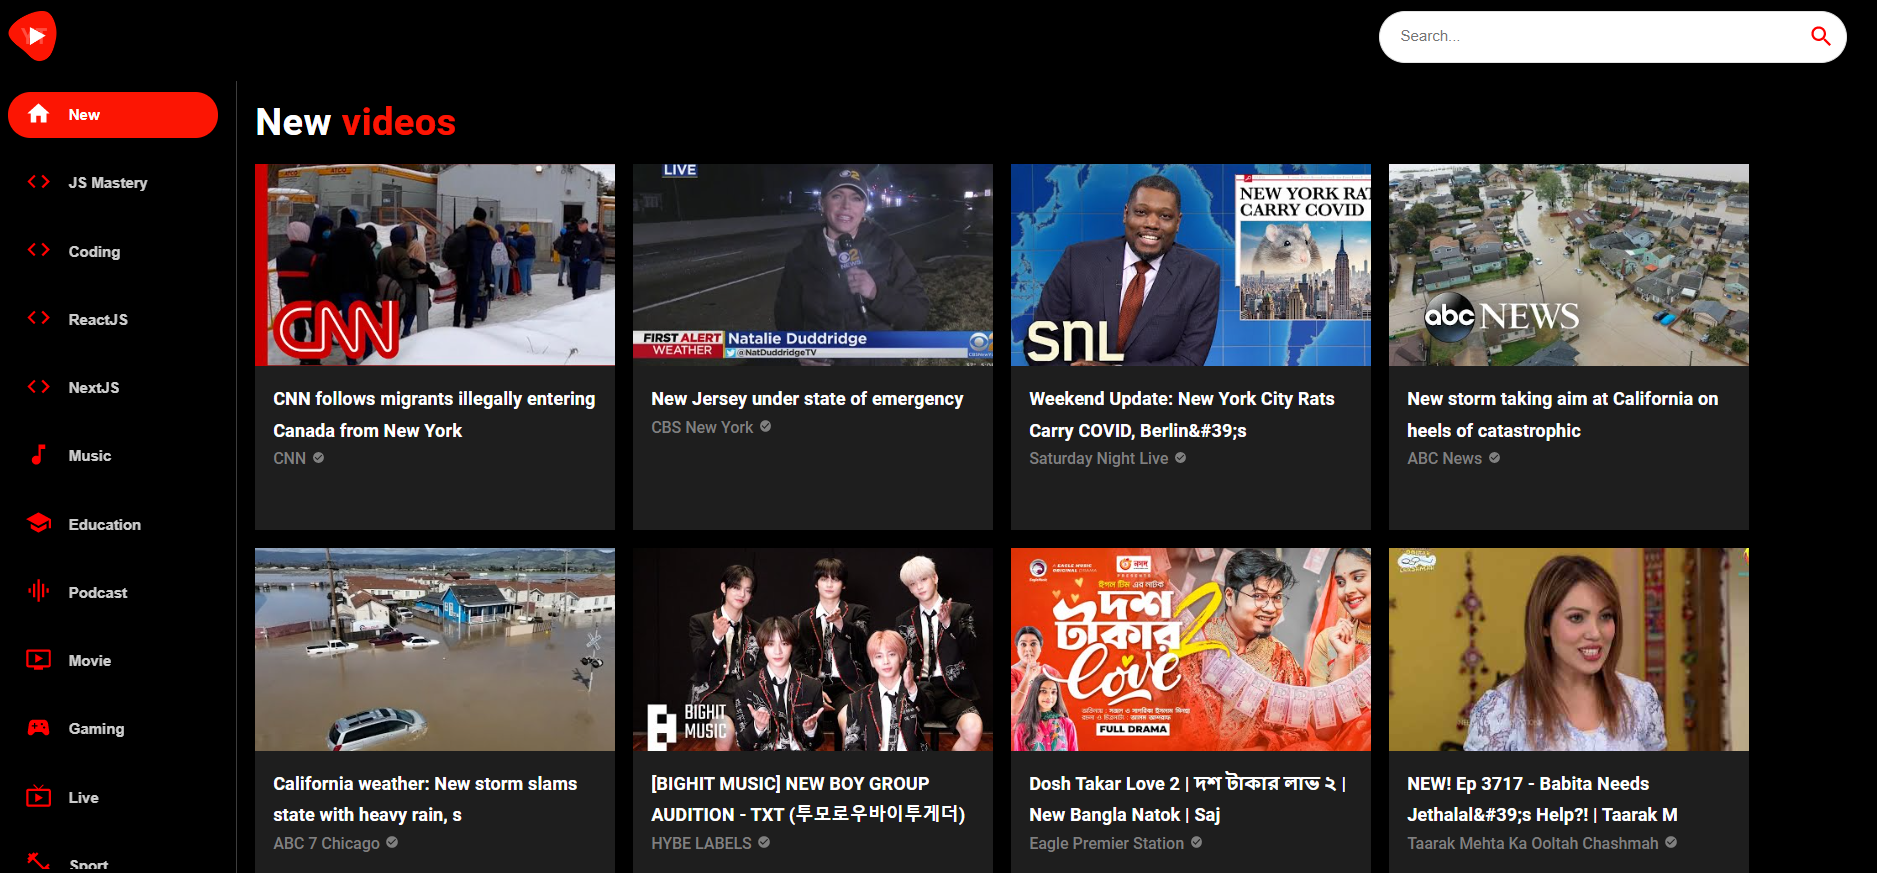 YT
Search...
New
JS Mastery
Coding
ReactJS
NextJS
Music
Education
Podcast
Movie
Gaming
Live
Sport
New videos
CNN
CNN follows migrants illegally entering
Canada from New York
CNN
LIVE
2
FIRST ALERT
WEATHER
Natalie Duddridge
@NatDuddridgeTV
New Jersey under state of emergency
CBS New York
NEW YORK RAT
CARRY COVID
SNL
Weekend Update: New York City Rats
Carry COVID, Berlin&#39;s
Saturday Night Live
abc NEWS
New storm taking aim at California on
heels of catastrophic
ABC News
California weather: New storm slams
state with heavy rain, s
ABC 7 Chicago
BIGHIT
MUSIC
[BIGHIT MUSIC] NEW BOY GROUP
AUDITION - TXT (투모로우바이투게더)
HYBE LABELS
PRESENTS
ঈগল টিম এর নাটক
দশ
টাকার 2
Love
FULL DRAMA
Dosh Takar Love 2 | দশ টাকার লাভ ২ |
New Bangla Natok | Saj
Eagle Premier Station
NEW! Ep 3717 - Babita Needs
Jethalal&#39;s Help?! | Taarak M
Taarak Mehta Ka Ooltah Chashmah